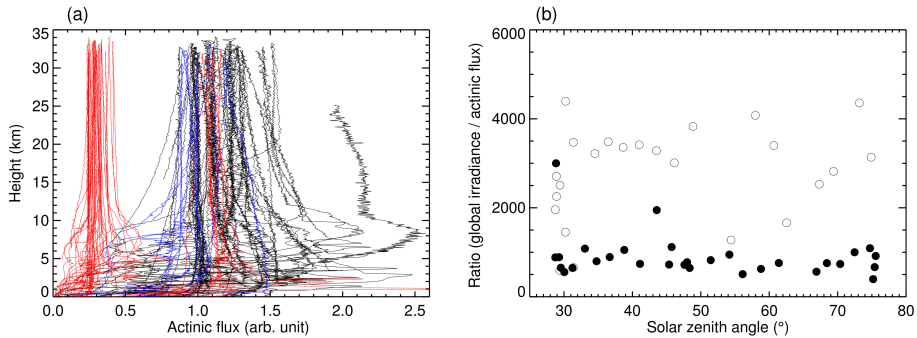 (a)
35
30
25
20
15
10
5
0
Height (km)
0.0 0.5 1.0 1.5 2.0 2.5
Actinic flux (arb. unit)
(b)
6000
4000
2000
0
Ratio (global irradiance / actinic flux)
30 40 50 60 70 80
Solar zenith angle (°)